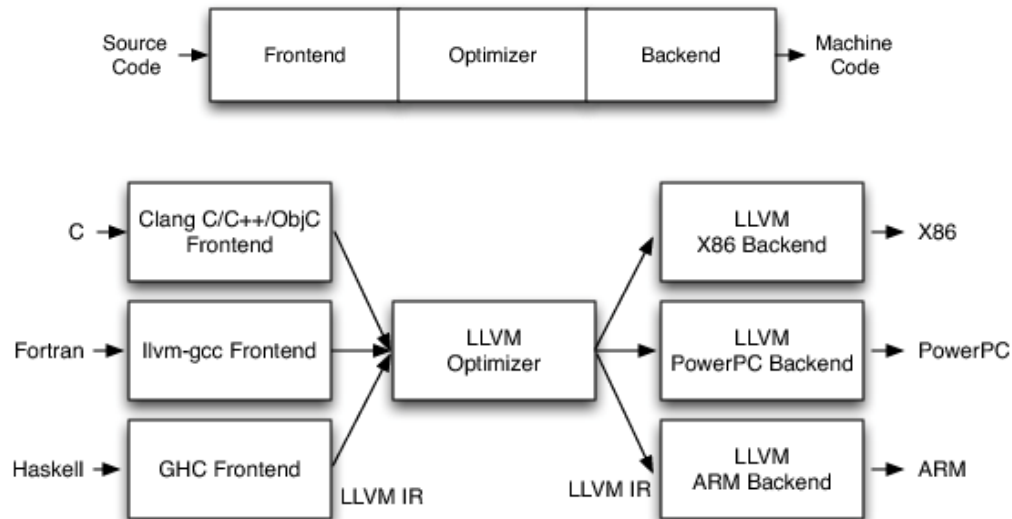 Source
Code
Frontend
Optimizer
Backend
Machine
Code
C
Clang C/C++/ObjC
Frontend
LLVM
X86 Backend
X86
Fortran
llvm-gcc Frontend
LLVM
Optimizer
LLVM
PowerPC Backend
PowerPC
Haskell
GHC Frontend
LLVM IR
LLVM IR
LLVM
ARM Backend
ARM